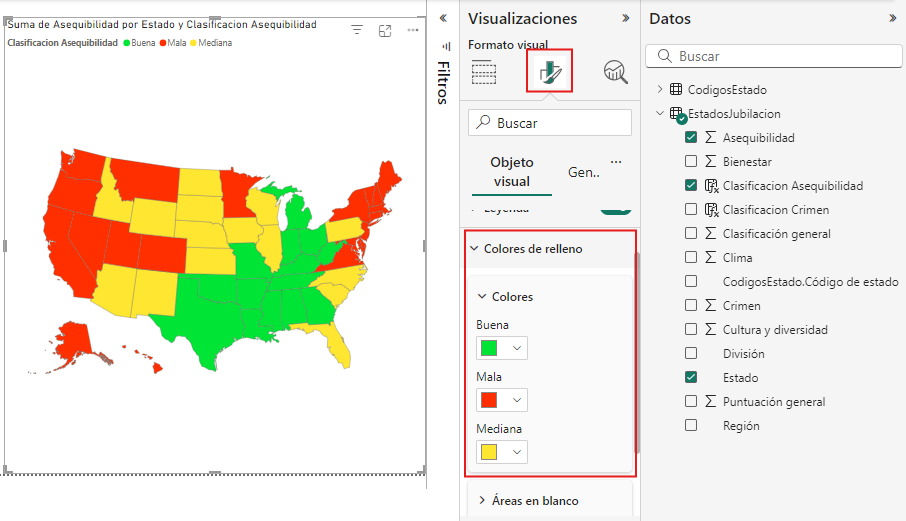 Suma de Asequibilidad por Estado y Clasificacion Asequibilidad
Clasificacion Asequibilidad Buena Mala Mediana
Filtros
Visualizaciones
Formato visual
Buscar
Objeto visual
Gen..
Leyenda
Colores de relleno
Colores
Buena
Mala
Mediana
Áreas en blanco
Datos
Buscar
CodigosEstado
EstadosJubilacion
Asequibilidad
Bienestar
Clasificacion Asequibilidad
Clasificacion Crimen
Clasificación general
Clima
CodigosEstado.Código de estado
Crimen
Cultura y diversidad
División
Estado
Puntuación general
Región